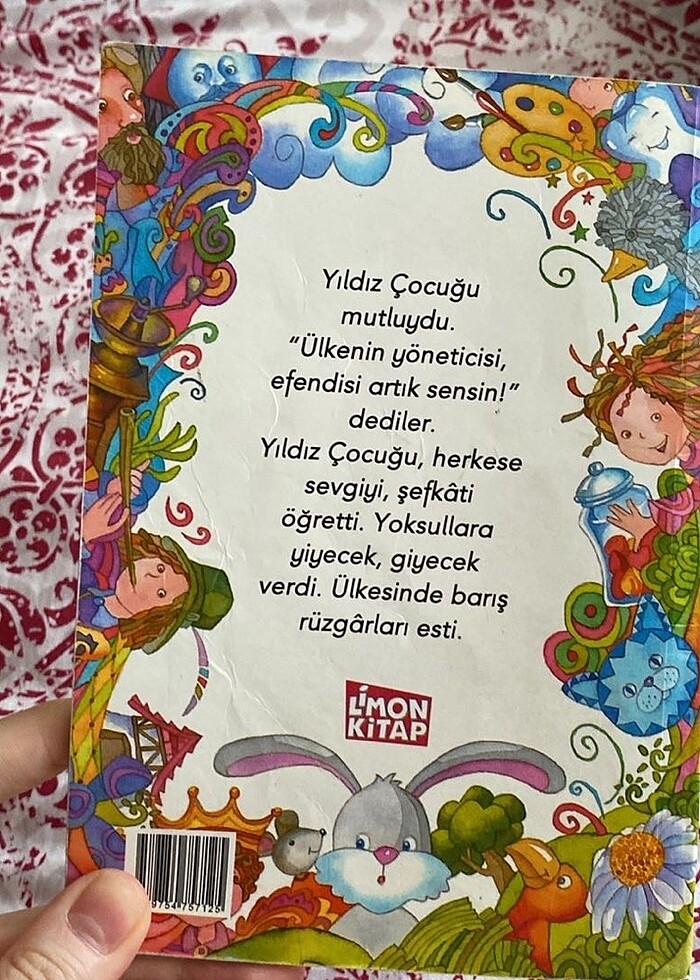 Yıldız Çocuğu
mutluydu.
"Ülkenin yöneticisi,
efendisi artık sensin!"
dediler.
Yıldız Çocuğu, herkese
sevgiyi, şefkâti
öğretti. Yoksullara
yiyecek, giyecek
verdi. Ülkesinde barış
rüzgârları esti.
LİMON
KİTAP